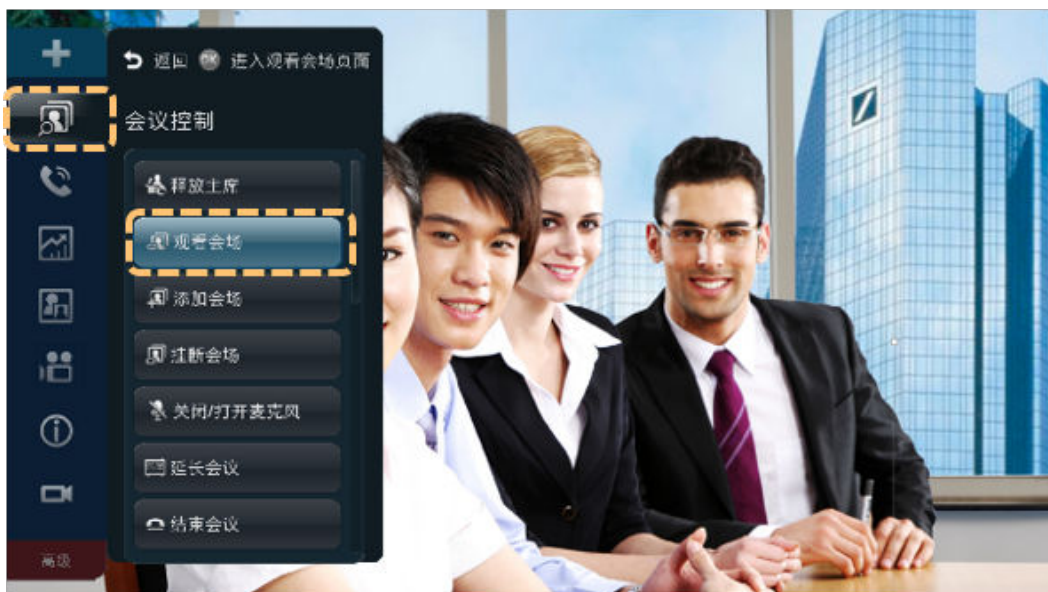 返回 OK 进入观看会场页面
会议控制
释放主席
观看会场
添加会场
挂断会场
关闭/打开麦克风
延长会议
结束会议
高级